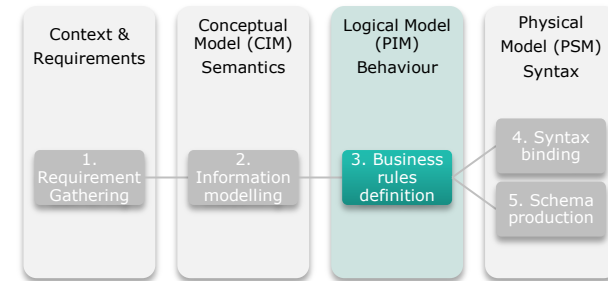 Context &
Requirements
Conceptual
Model (CIM)
Semantics
Logical Model
(PIM)
Behaviour
Physical
Model (PSM)
Syntax
1.
Requirement
Gathering
2.
Information
modelling
3. Business
rules
definition
4. Syntax
binding
5. Schema
production